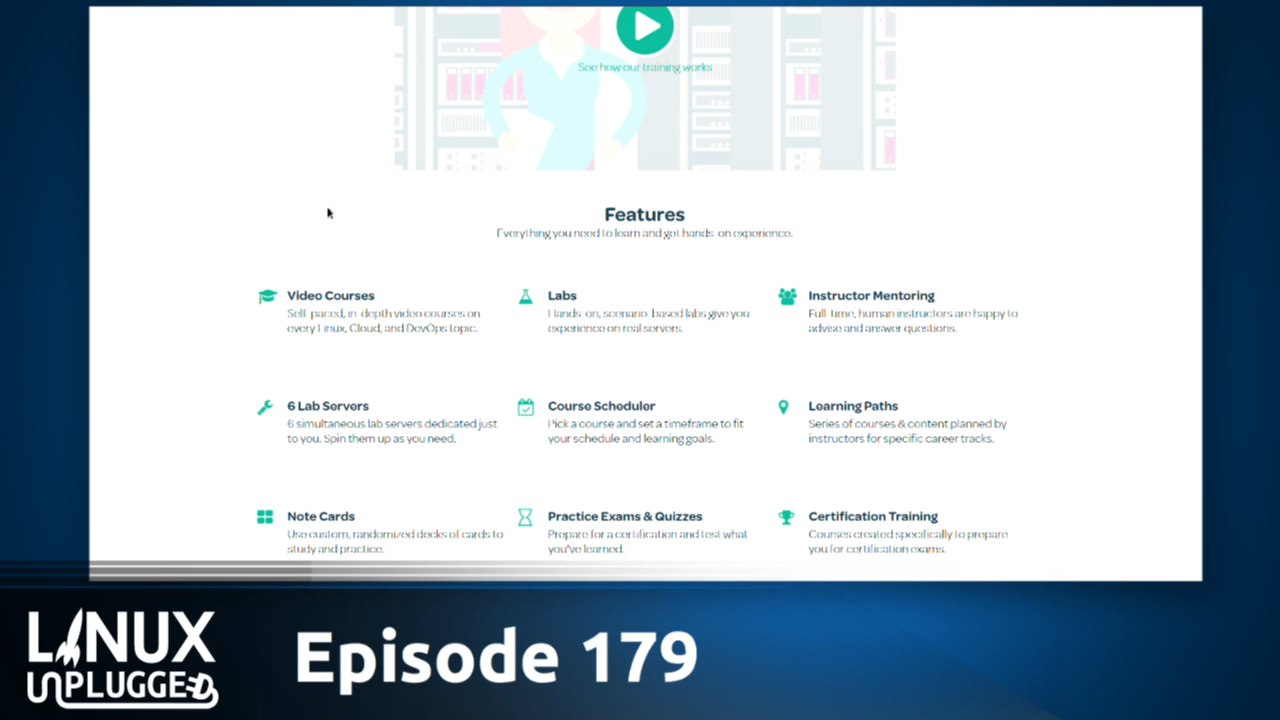 See how our training works
Features
Everything you need to learn and get hands-on experience.
Video Courses
Self-paced, in-depth video courses on
every Linux, Cloud, and DevOps topic.
Labs
Hands-on, scenario-based labs give you
experience on real servers.
Instructor Mentoring
Full-time, human instructors are happy to
advise and answer questions.
6 Lab Servers
6 simultaneous lab servers dedicated just
to you. Spin them up as you need.
Course Scheduler
Pick a course and set a timeframe to fit
your schedule and learning goals.
Learning Paths
Series of courses & content planned by
instructors for specific career tracks.
Note Cards
Use custom, randomized decks of cards to
study and practice.
Practice Exams & Quizzes
Prepare for a certification and test what
you've learned.
Certification Training
Courses created specifically to prepare
you for certification exams.
LINUX
UNPLUGGED
Episode 179